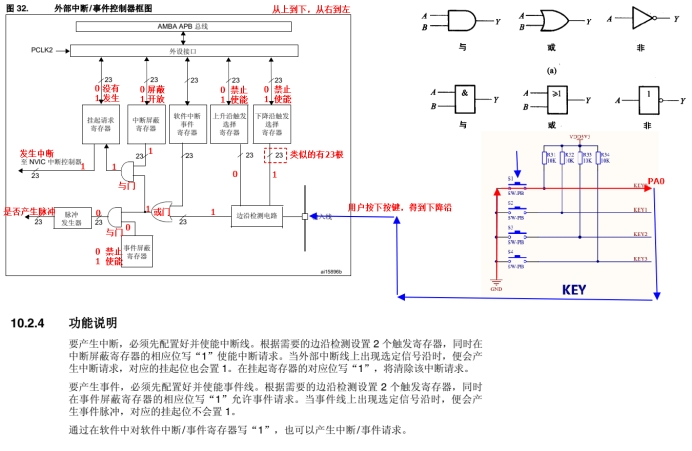 图 32. 外部中断/事件控制器框图
从上到下，从右到左
AMBA APB 总线
PCLK2
外设接口
23 23 23 23 23
0 没有 0 屏蔽 0 禁止 0 禁止
1 发生 1 开放 1 使能 1 使能
挂起请求寄存器
中断屏蔽寄存器
软件中断事件寄存器
上升沿触发选择寄存器
下降沿触发选择寄存器
发生中断
至 NVIC 中断控制器
23
1 1
1
23 23 23 23
类似的有23根
0 1
与门
是否产生脉冲
23
脉冲发生器
0
23
1
或门
23
1
边沿检测电路
入线
与门
0
0 禁止
1 使能
事件屏蔽寄存器
ai15896b
用户按下按键，得到下降沿
A B Y
A B Y
A Y
与 或 非
(a)
A B & Y
A B ≥1 Y
A 1 Y
与 或 非
R31 R32 R33 R34
10K 10K 13K 10K
S1
SW-PB
KEY0
PA0
S2
SW-PB
KEY1
SW-PB
KEY2
S4
SW-PB
KEY3
GND
KEY
10.2.4 功能说明
要产生中断，必须先配置好并使能中断线。根据需要的边沿检测设置 2 个触发寄存器，同时在
中断屏蔽寄存器的相应位写“1”使能中断请求。当外部中断线上出现选定信号沿时，便会产
生中断请求，对应的挂起位也会置 1。在挂起寄存器的对应位写“1”，将清除该中断请求。
要产生事件，必须先配置好并使能事件线。根据需要的边沿检测设置 2 个触发寄存器，同时
在事件屏蔽寄存器的相应位写“1”允许事件请求。当事件线上出现选定信号沿时，便会产
生事件脉冲，对应的挂起位不会置 1。
通过在软件中对软件中断/事件寄存器写“1”，也可以产生中断/事件请求。